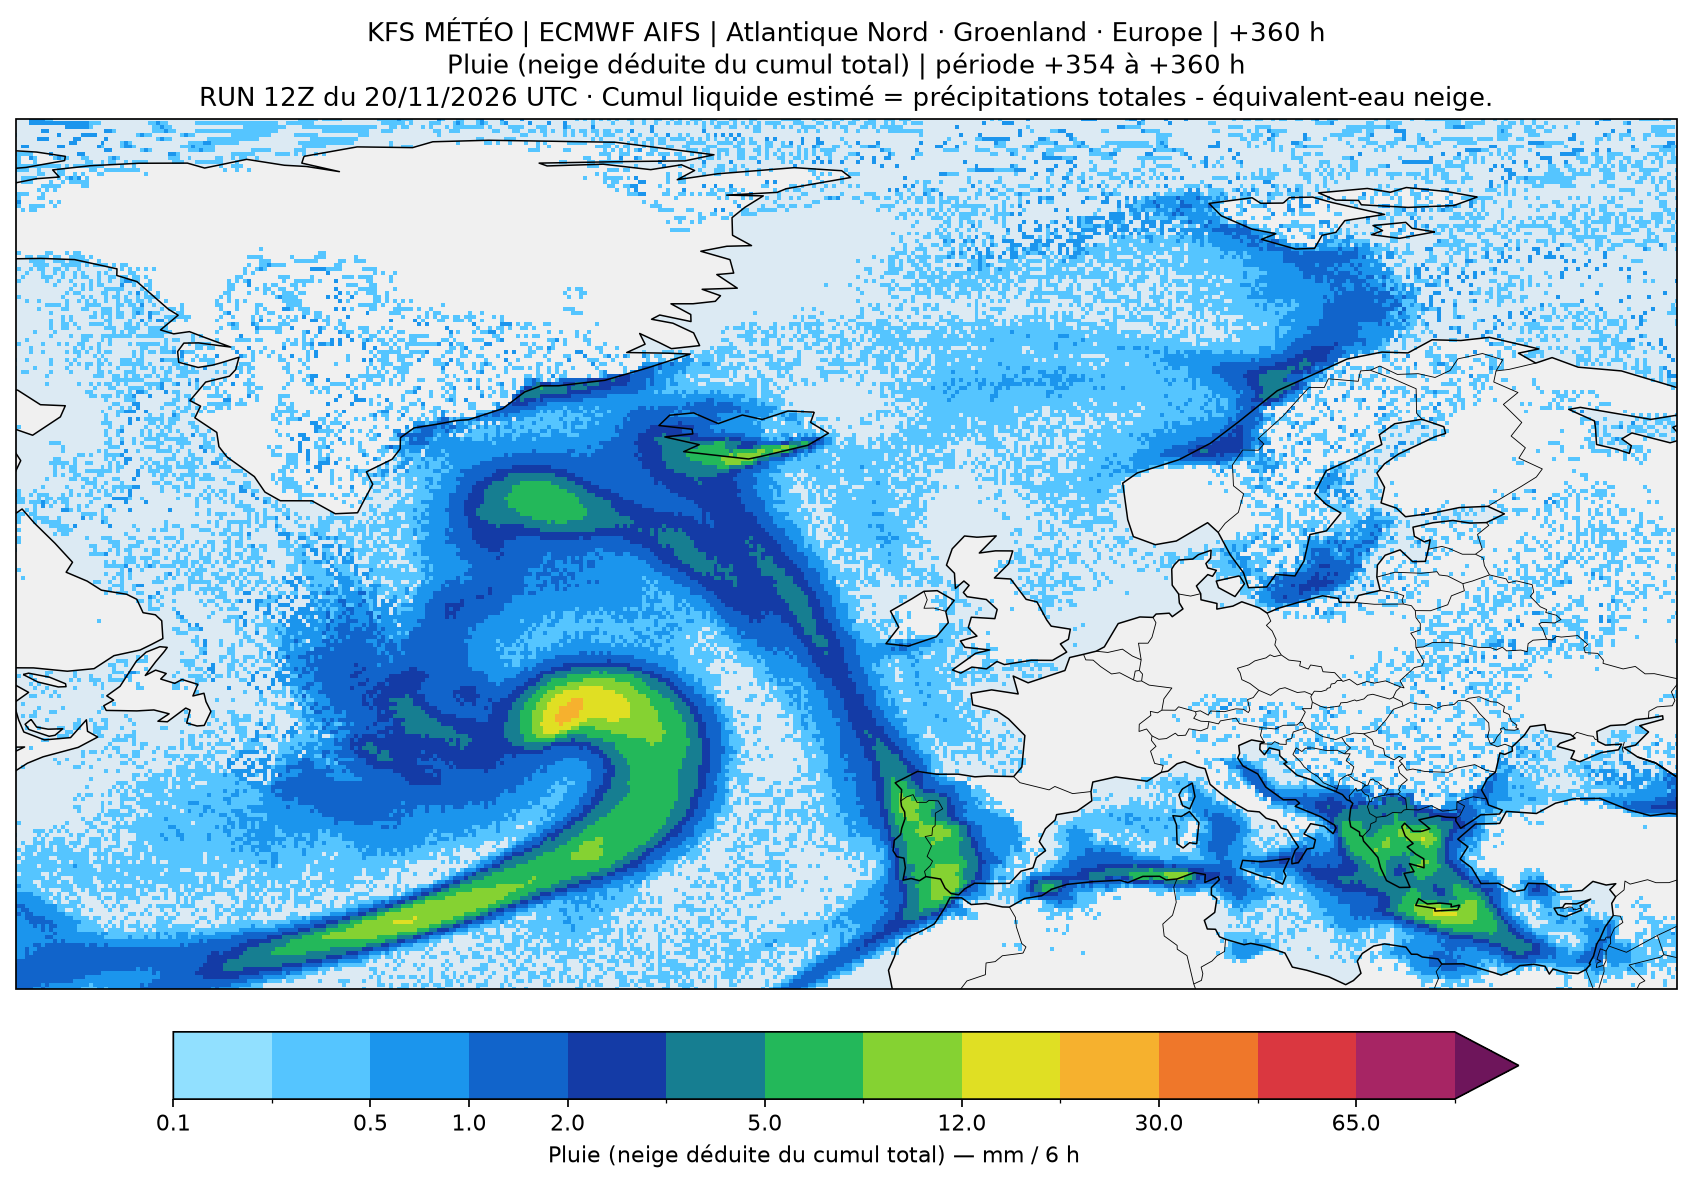 KFS MÉTÉO | ECMWF AIFS | Atlantique Nord · Groenland · Europe | +360 h
Pluie (neige déduite du cumul total) | période +354 à +360 h
RUN 12Z du 20/11/2026 UTC · Cumul liquide estimé = précipitations totales - équivalent-eau neige.
0.1 0.5 1.0 2.0 5.0 12.0 30.0 65.0
Pluie (neige déduite du cumul total) — mm / 6 h